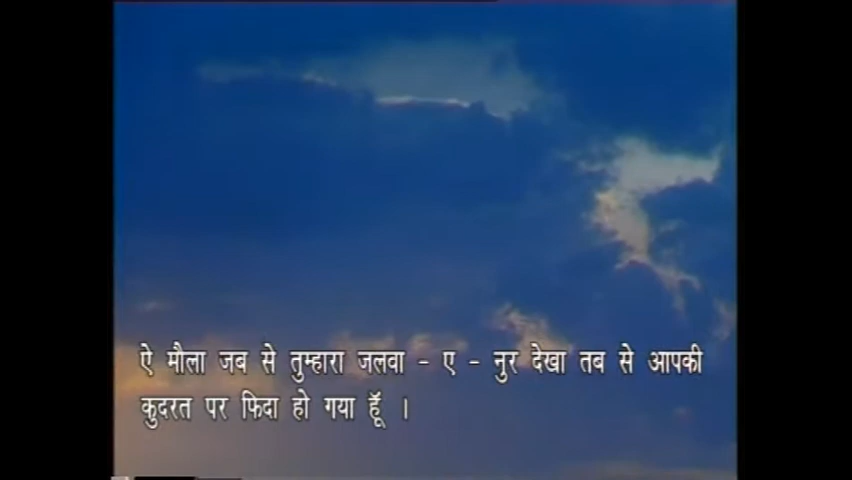 ऐ मौला जब से तुम्हारा जलवा - ए - नुर देखा तब से आपकी
कुदरत पर फिदा हो गया हूॅ ।